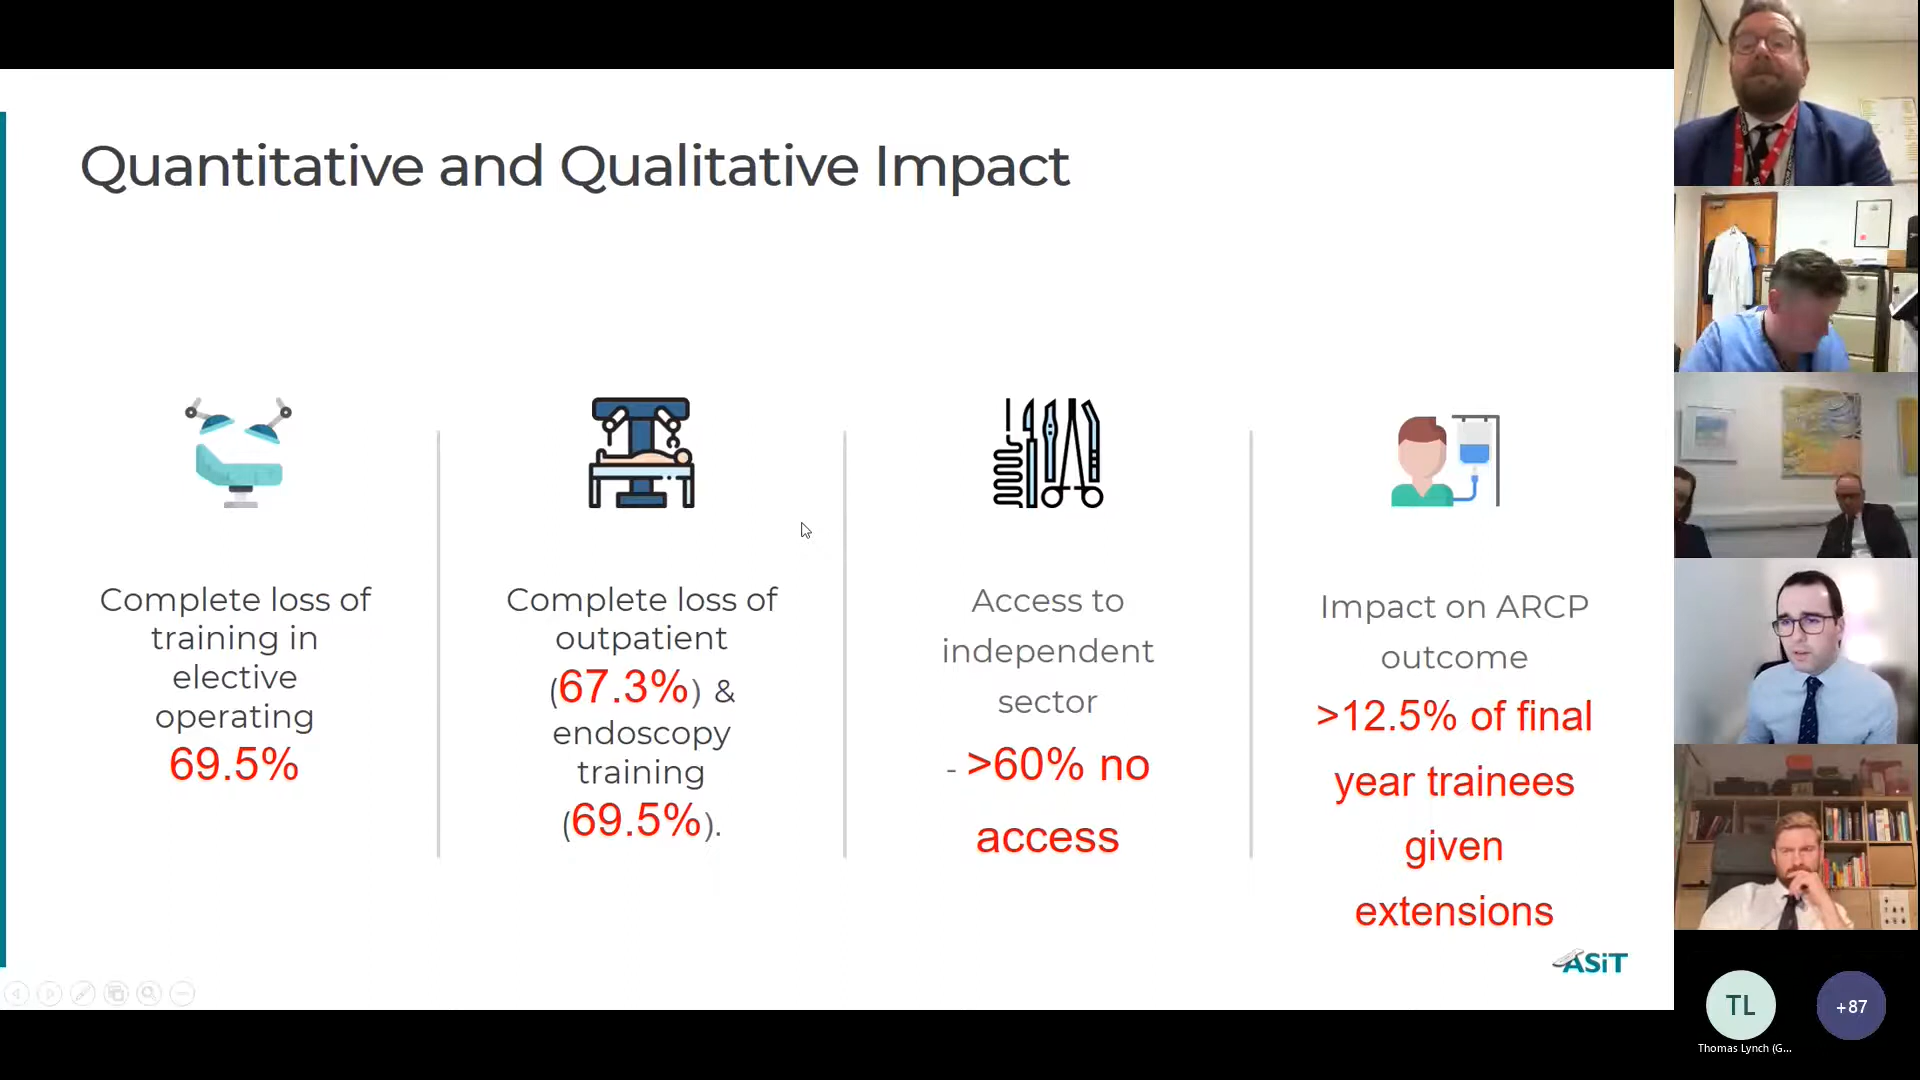 Quantitative and Qualitative Impact
Complete loss of
training in
elective
operating
69.5%
Complete loss of
outpatient
(67.3%) &
endoscopy
training
(69.5%).
Access to
independent
sector
- >60% no
access
Impact on ARCP
outcome
>12.5% of final
year trainees
given
extensions
ASiT
TL
+87
Thomas Lynch (G...